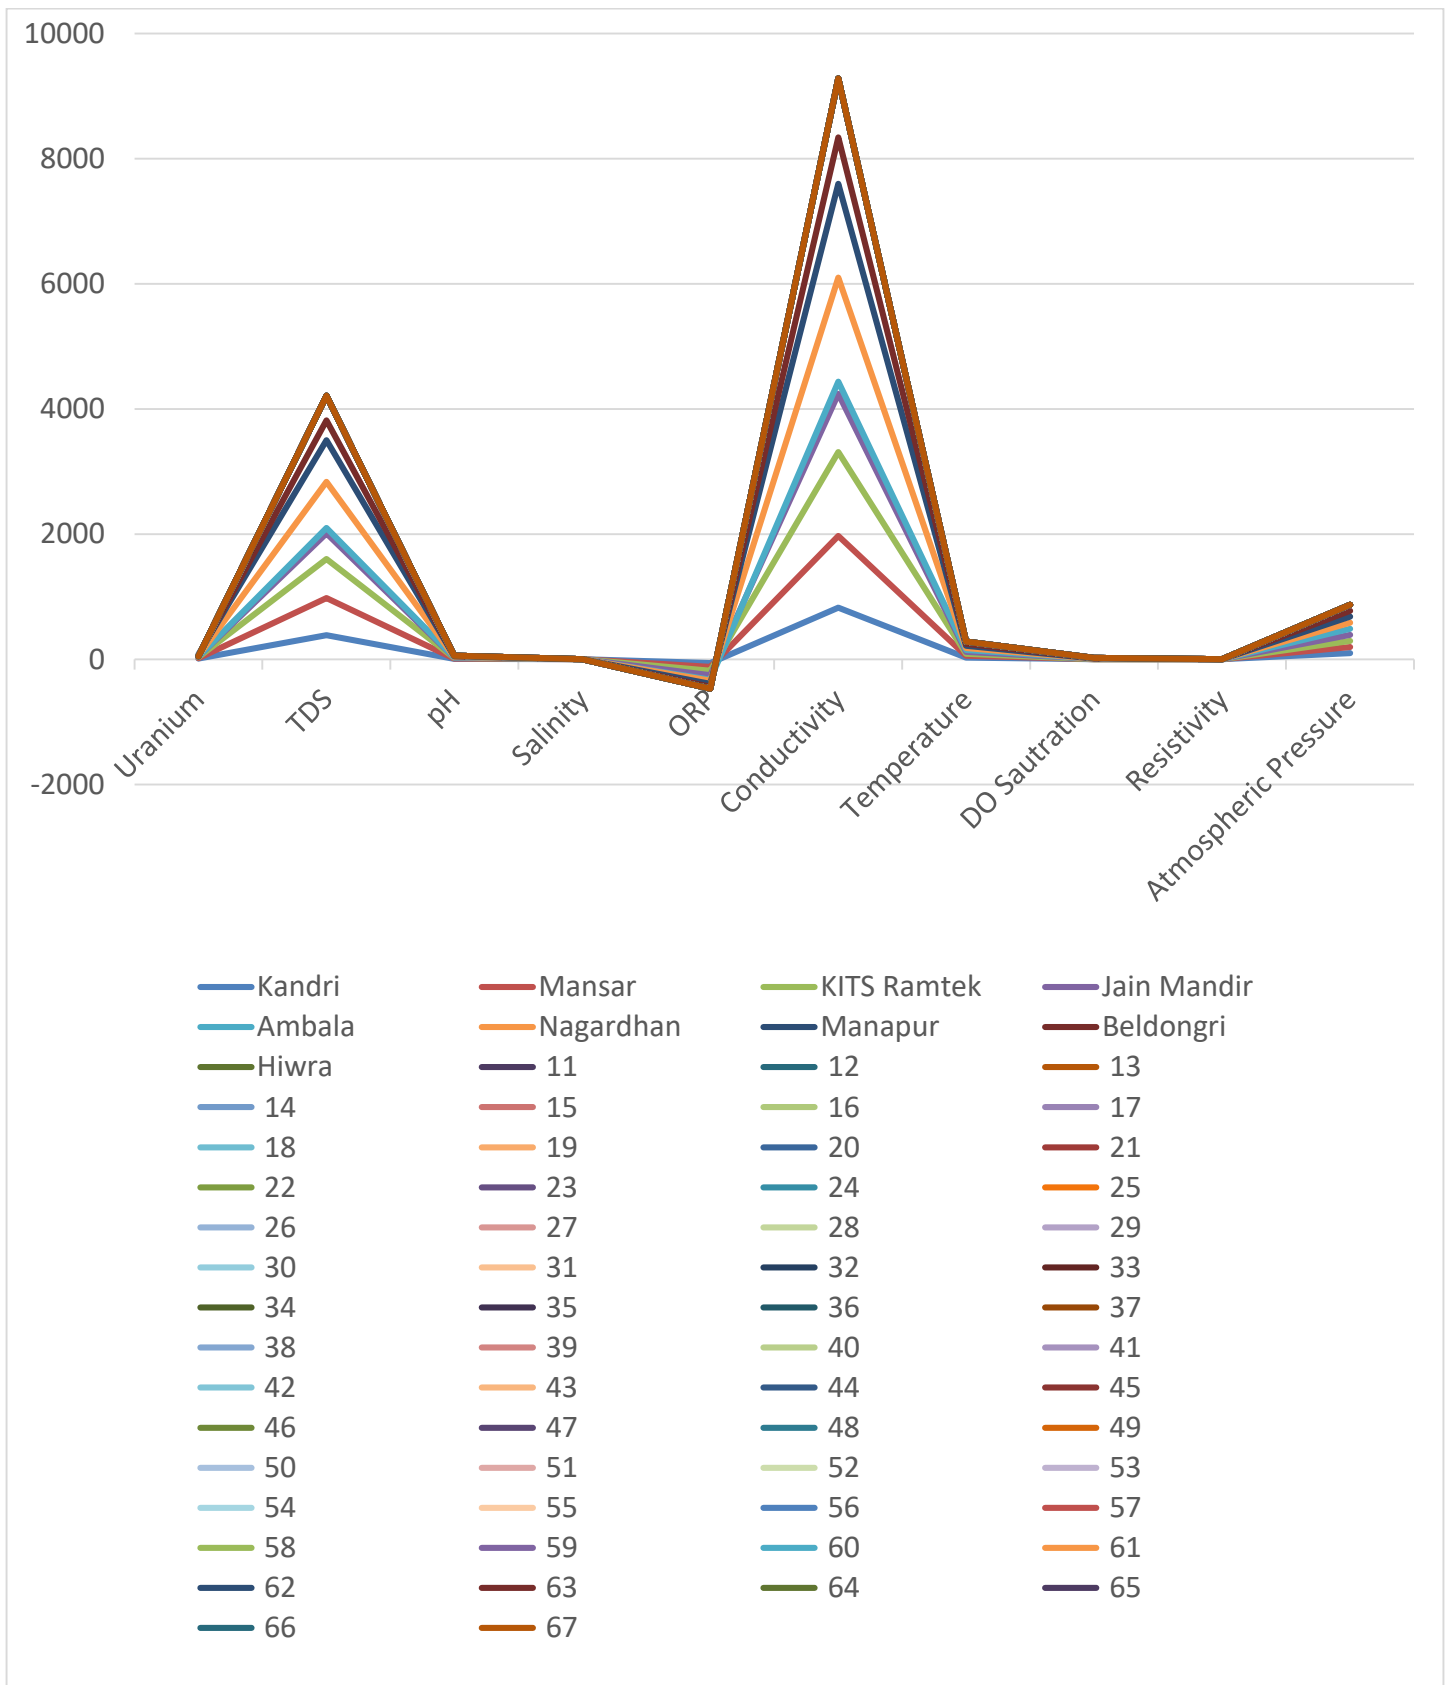 10000
8000
6000
4000
2000
0
-2000
Uranium
TDS
pH
Salinity
ORP
Conductivity
Temperature
DO Sautration
Resistivity
Atmospheric Pressure
Kandri Mansar KITS Ramtek Jain Mandir
Ambala Nagardhan Manapur Beldongri
Hiwra 11 12 13
14 15 16 17
18 19 20 21
22 23 24 25
26 27 28 29
30 31 32 33
34 35 36 37
38 39 40 41
42 43 44 45
46 47 48 49
50 51 52 53
54 55 56 57
58 59 60 61
62 63 64 65
66 67